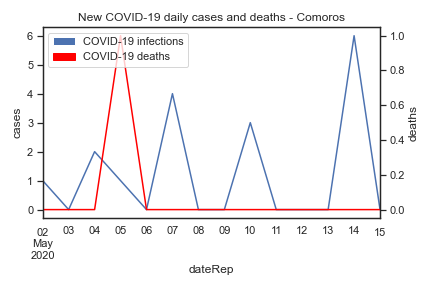 New COVID-19 daily cases and deaths - Comoros
COVID-19 infections
COVID-19 deaths
6
5
4
3
2
1
0
cases
1.0
0.8
0.6
0.4
0.2
0.0
deaths
02 03 04 05 06 07 08 09 10 11 12 13 14 15
May
2020
dateRep